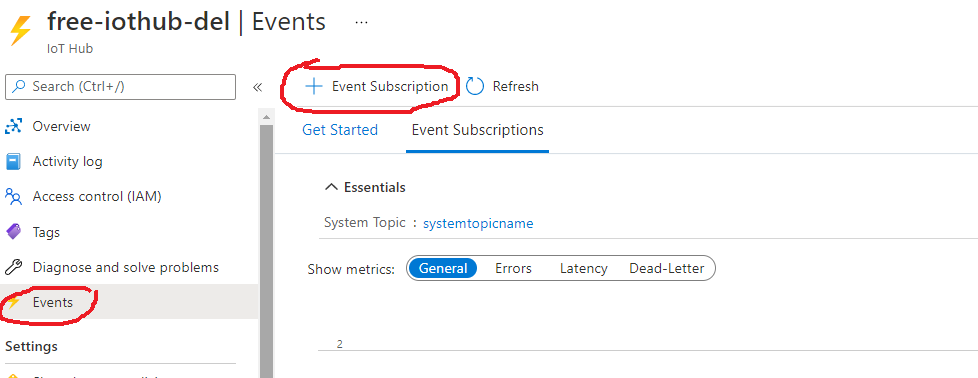 free-iothub-del | Events ...
IoT Hub
Search (Ctrl+/)
«
Event Subscription
Refresh
Overview
Activity log
Access control (IAM)
Tags
Diagnose and solve problems
Events
Settings
Get Started
Event Subscriptions
Essentials
System Topic : systemtopicname
Show metrics: General Errors Latency Dead-Letter
2